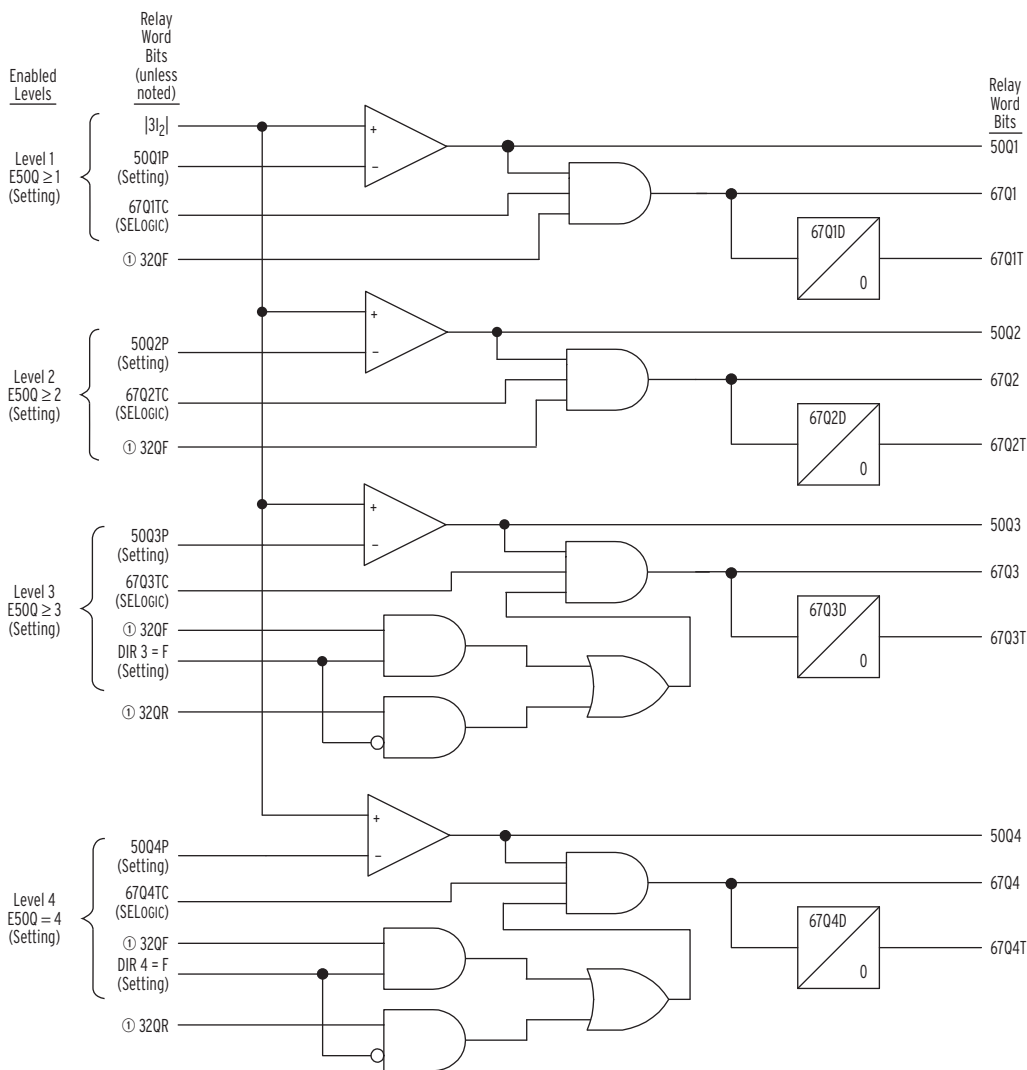 Relay
Word
Bits
(unless
noted)
Enabled
Levels
Relay
Word
Bits
|3I2|
Level 1
E50Q ≥ 1
(Setting)
50Q1P
(Setting)
67Q1TC
(SELOGIC)
① 32QF
+
−
50Q1
67Q1
67Q1D
0
67Q1T
Level 2
E50Q ≥ 2
(Setting)
50Q2P
(Setting)
67Q2TC
(SELOGIC)
① 32QF
+
−
50Q2
67Q2
67Q2D
0
67Q2T
Level 3
E50Q ≥ 3
(Setting)
50Q3P
(Setting)
67Q3TC
(SELOGIC)
① 32QF
DIR 3 = F
(Setting)
① 32QR
+
−
50Q3
67Q3
67Q3D
0
67Q3T
Level 4
E50Q = 4
(Setting)
50Q4P
(Setting)
67Q4TC
(SELOGIC)
① 32QF
DIR 4 = F
(Setting)
① 32QR
+
−
50Q4
67Q4
67Q4D
0
67Q4T